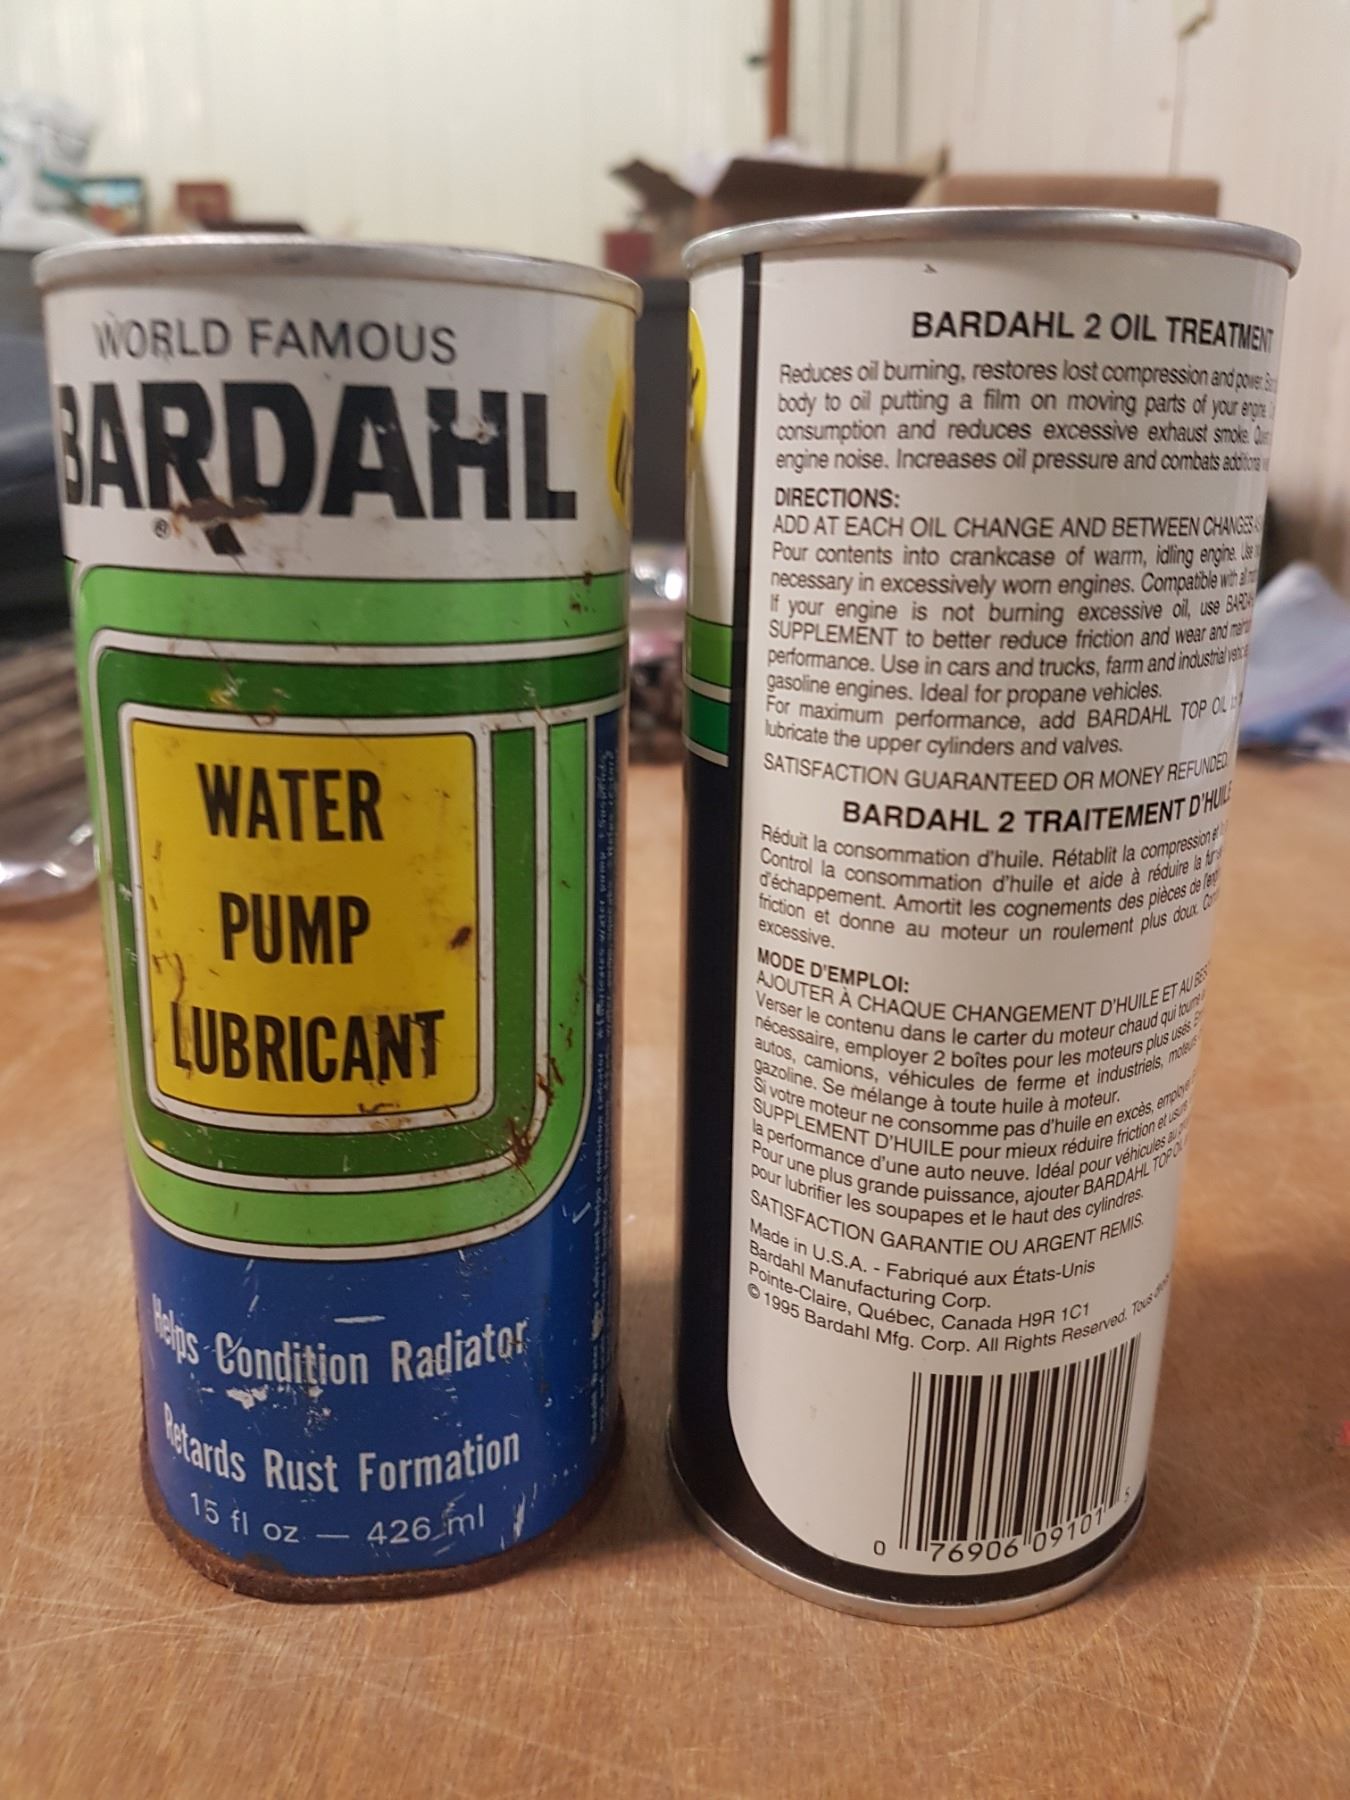 WORLD FAMOUS
BARDAHL
®
WATER
PUMP
LUBRICANT
Helps Condition Radiator
Retards Rust Formation
15 fl oz — 426 ml
BARDAHL 2 OIL TREATMENT
Reduces oil burning, restores lost compression and power.
body to oil putting a film on moving parts of your engine.
consumption and reduces excessive exhaust smoke.
engine noise. Increases oil pressure and combats additional
DIRECTIONS:
ADD AT EACH OIL CHANGE AND BETWEEN CHANGES
Pour contents into crankcase of warm, idling engine. Use
necessary in excessively worn engines. Compatible with all
If your engine is not burning excessive oil, use
SUPPLEMENT to better reduce friction and wear and
performance. Use in cars and trucks, farm and industrial
gasoline engines. Ideal for propane vehicles.
For maximum performance, add BARDAHL TOP OIL
lubricate the upper cylinders and valves.
SATISFACTION GUARANTEED OR MONEY REFUNDED.
BARDAHL 2 TRAITEMENT D'HUILE
Réduit la consommation d'huile. Rétablit la compression et
Control la consommation d'huile et aide à réduire la
d'échappement. Amortit les cognements des pièces de
friction et donne au moteur un roulement plus doux.
excessive.
MODE D'EMPLOI:
AJOUTER À CHAQUE CHANGEMENT D'HUILE ET AU
Verser le contenu dans le carter du moteur chaud qui tourne
nécessaire, employer 2 boîtes pour les moteurs plus usés.
autos, camions, véhicules de ferme et industriels,
gazoline. Se mélange à toute huile à moteur.
Si votre moteur ne consomme pas d'huile en excès,
SUPPLEMENT D'HUILE pour mieux réduire friction et
la performance d'une auto neuve. Idéal pour véhicules au
Pour une plus grande puissance, ajouter BARDAHL TOP OIL
pour lubrifier les soupapes et le haut des cylindres.
SATISFACTION GARANTIE OU ARGENT REMIS.
Made in U.S.A. - Fabriqué aux États-Unis
Bardahl Manufacturing Corp.
Pointe-Claire, Québec, Canada H9R 1C1
© 1995 Bardahl Mfg. Corp. All Rights Reserved. Tous
0 76906 09101 5